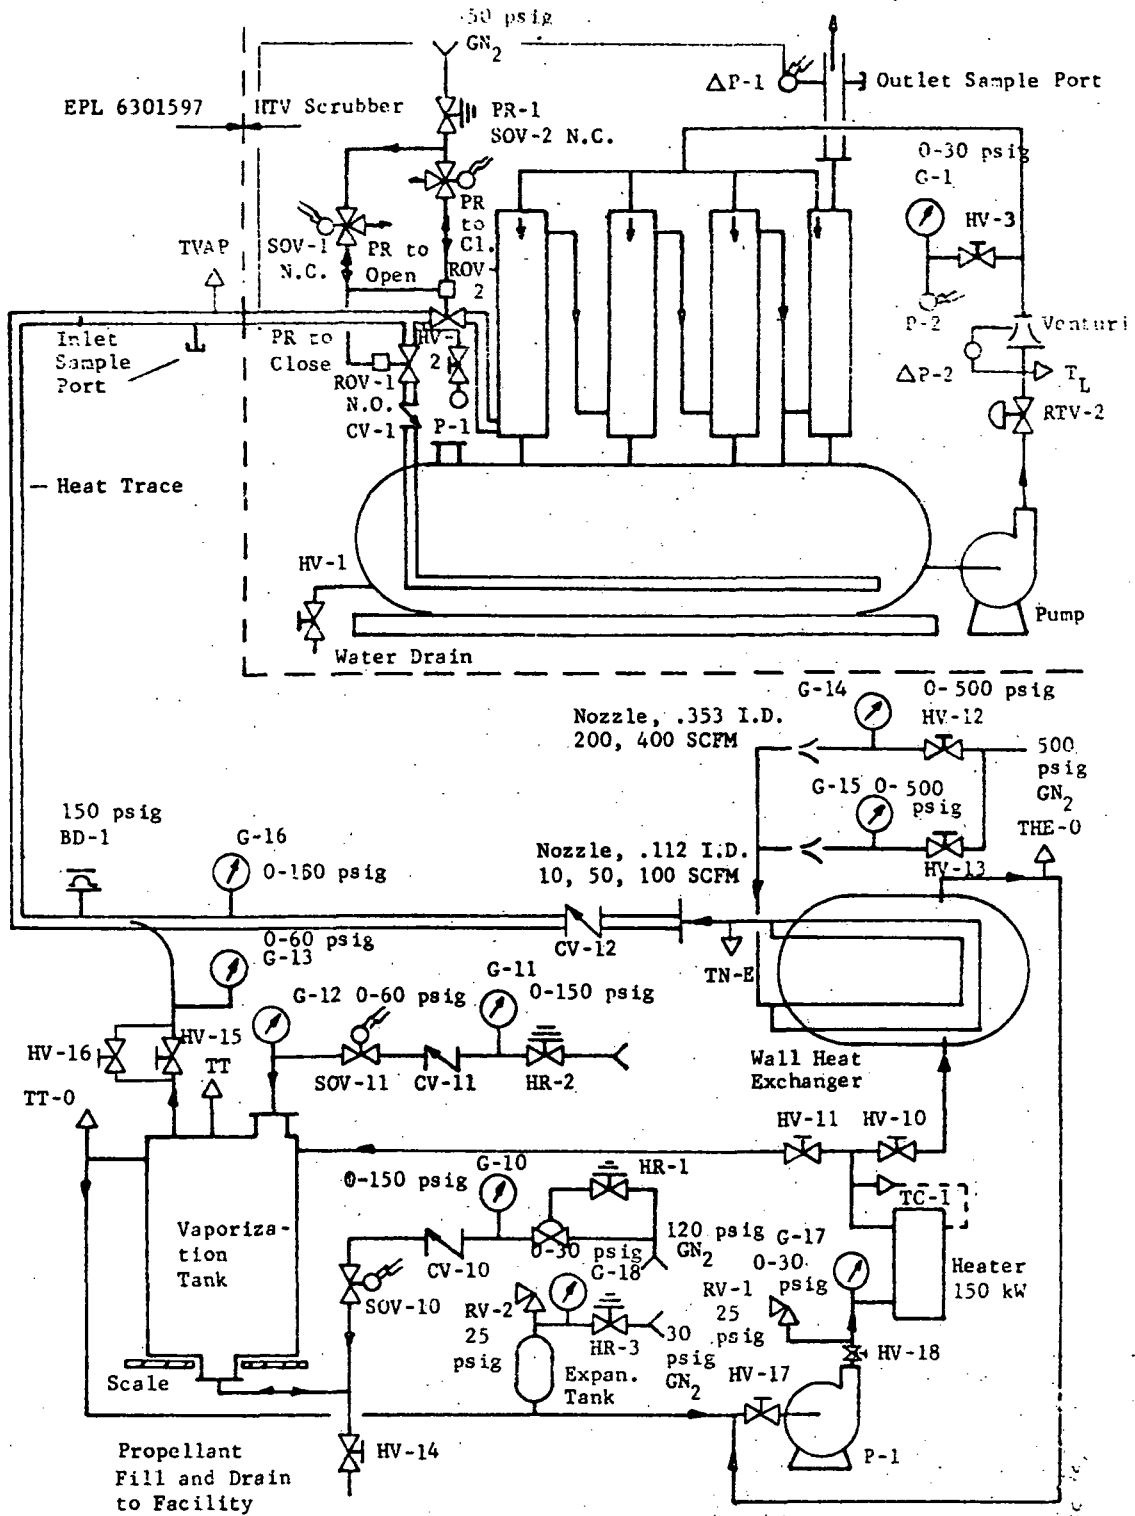 50 psig
GN2
ΔP-1
Outlet Sample Port
EPL 6301597
HTV Scrubber
PR-1
SOV-2 N.C.
0-30 psig
G-1
HV-3
PR
to
Cl.
TVAP
SOV-1
N.C.
PR to
Open
ROV-
2
P-2
Venturi
Inlet
Sample
Port
PR to
Close
HV-
2
ΔP-2
TL
ROV-1
N.O.
CV-1
P-1
RTV-2
Heat Trace
HV-1
Pump
Water Drain
G-14
0-500 psig
HV-12
Nozzle, .353 I.D.
200, 400 SCFM
500
psig
GN2
G-15 0-500
psig
THE-O
150 psig
BD-1
G-16
0-160 psig
Nozzle, .112 I.D.
10, 50, 100 SCFM
HV-13
CV-12
TN-E
0-60 psig
G-13
G-11
0-150 psig
G-12 0-60 psig
HV-16
HV-15
TT
SOV-11
CV-11
HR-2
Wall Heat
Exchanger
TT-O
HV-11
HV-10
G-10
0-150 psig
HR-1
TC-1
Vaporiza-
tion
Tank
120 psig
GN2
G-17
0-30
psig
CV-10
0-30 psig
G-18
Heater
150 kW
SOV-10
RV-2
25
psig
RV-1
25
psig
HR-3
30
psig
GN2
HV-18
Scale
Expan.
Tank
HV-17
HV-14
P-1
Propellant
Fill and Drain
to Facility